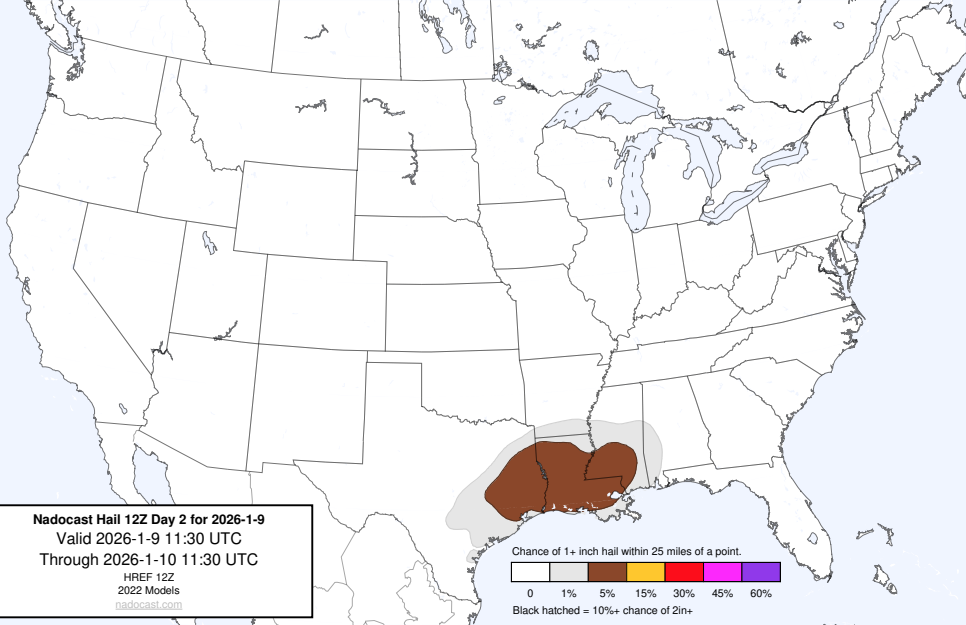 Nadocast Hail 12Z Day 2 for 2026-1-9
Valid 2026-1-9 11:30 UTC
Through 2026-1-10 11:30 UTC
HREF 12Z
2022 Models
nadocast.com
Chance of 1+ inch hail within 25 miles of a point.
0 1% 5% 15% 30% 45% 60%
Black hatched = 10%+ chance of 2in+